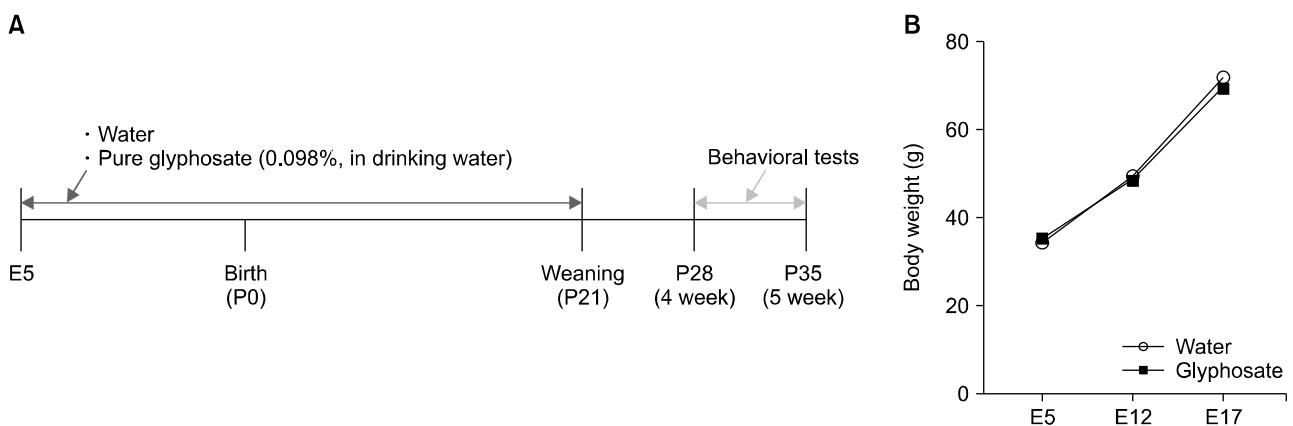 A
· Water
· Pure glyphosate (0.098%, in drinking water)
Behavioral tests
E5
Birth
(P0)
Weaning
(P21)
P28
(4 week)
P35
(5 week)
B
Body weight (g)
80
60
40
20
0
Water
Glyphosate
E5
E12
E17